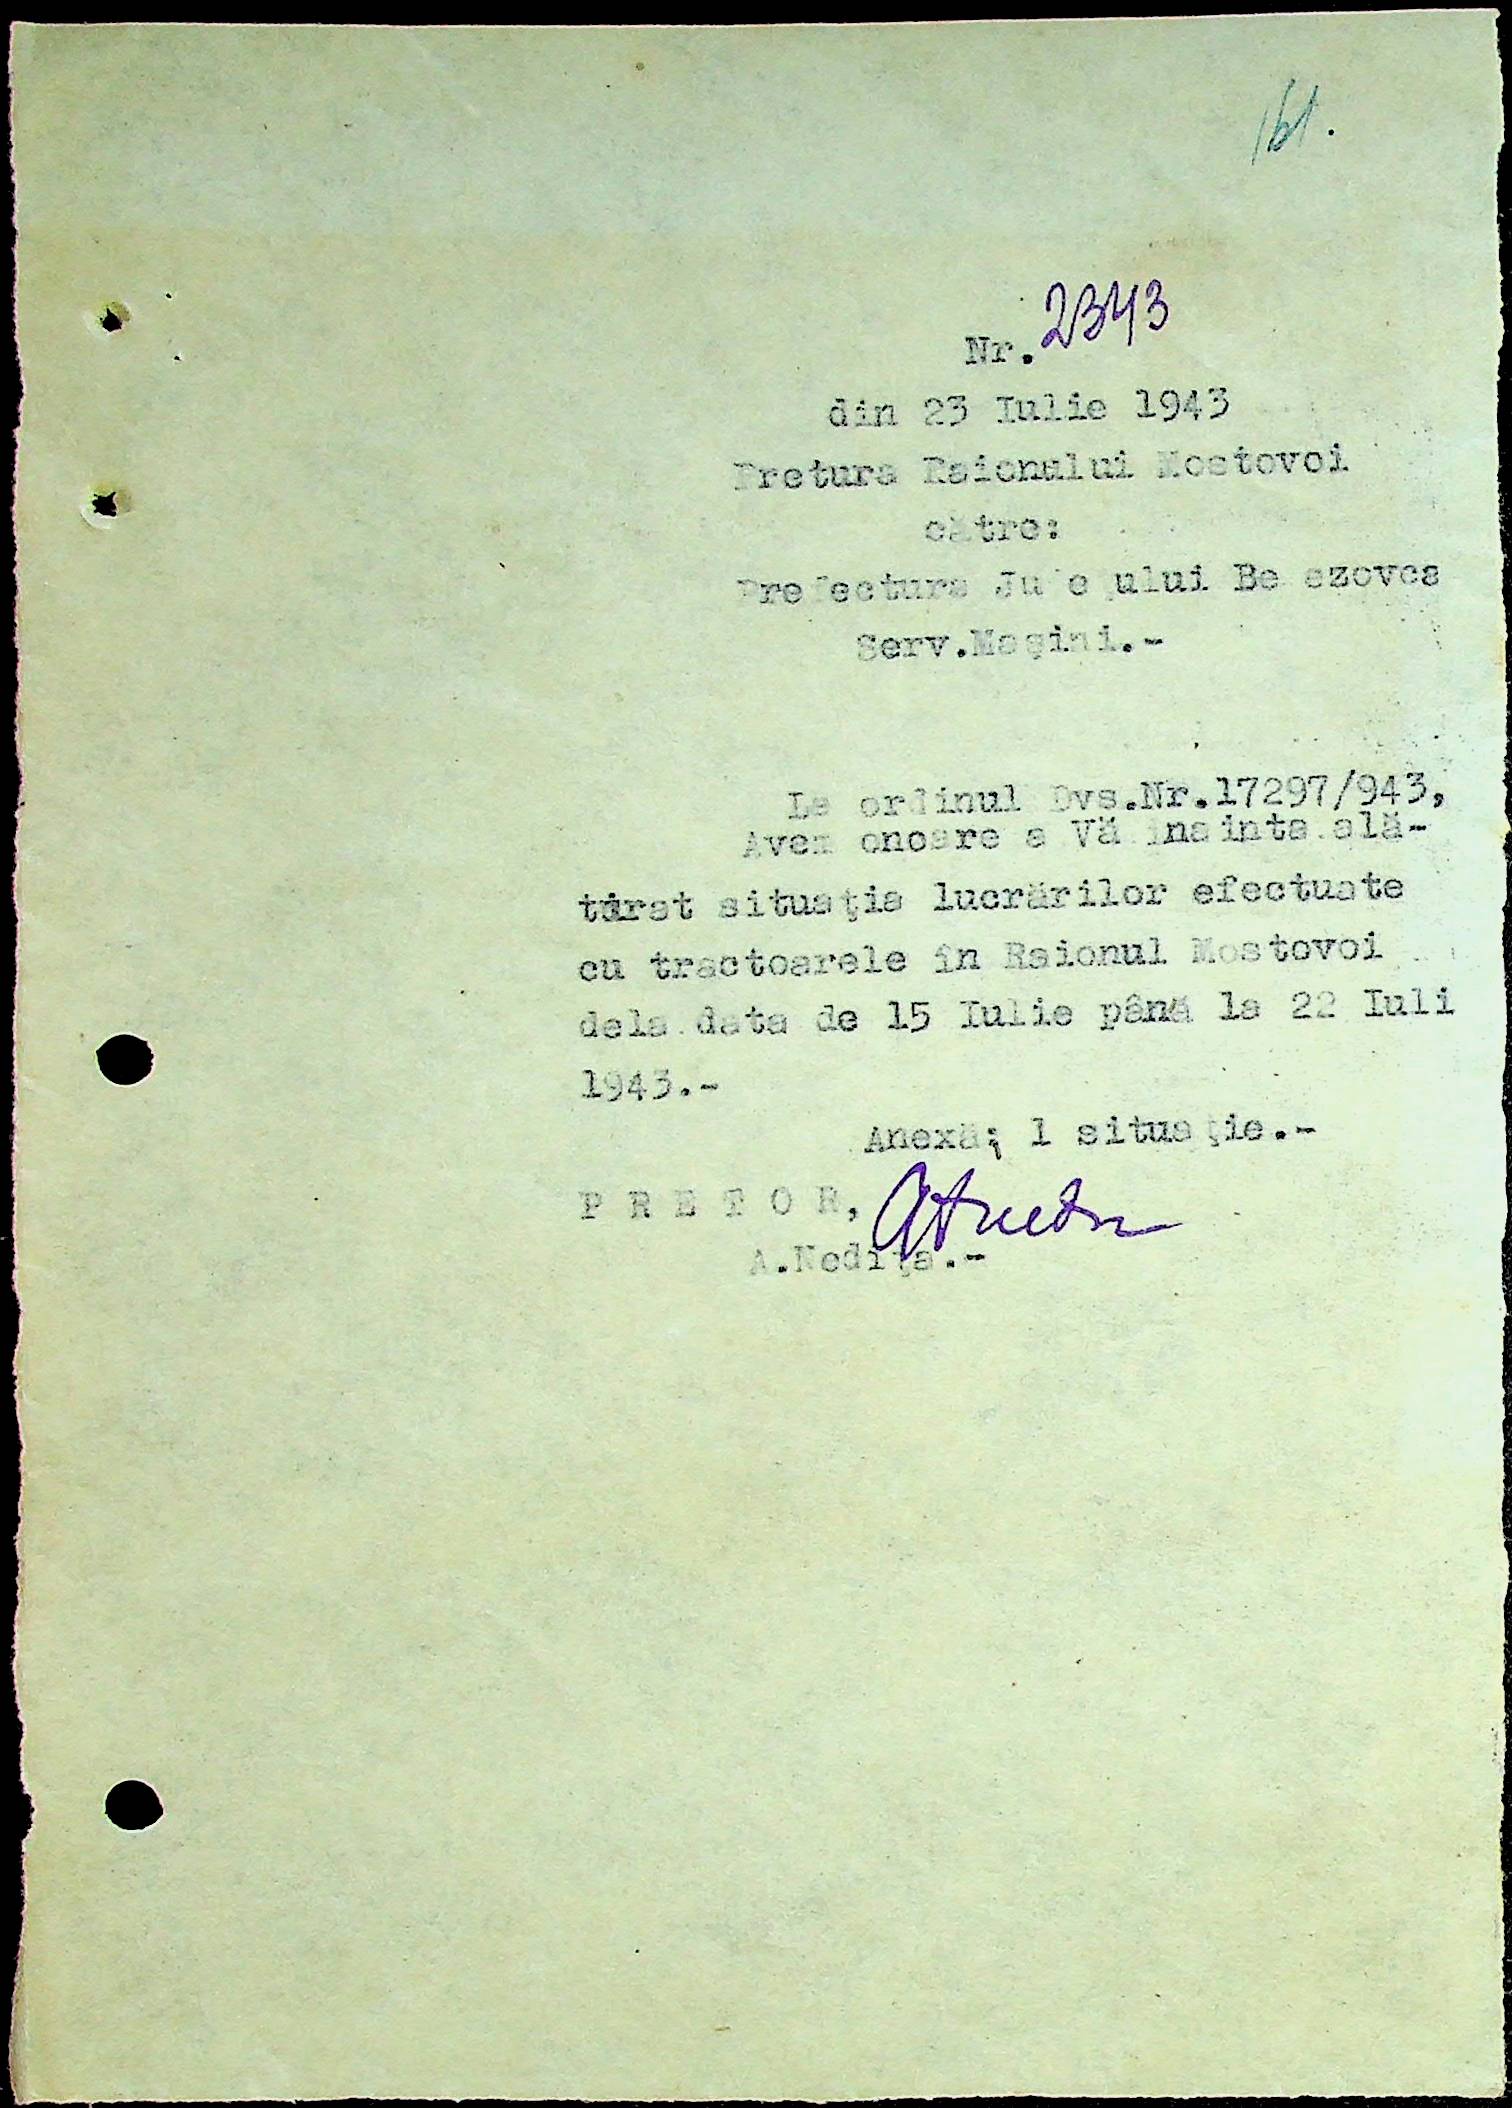 161.
Nr. 2343
din 23 Iulie 1943
Pretura Raionului Mostovoi
către:
Prefectura Județului Berezovca
Serv.Mașini.-
La ordinul Dvs.Nr.17297/943,
Avem onoare a Vă înainta ală-
turat situația lucrărilor efectuate
cu tractoarele în Raionul Mostovoi
dela data de 15 Iulie până la 22 Iuli
1943.-
Anexă; 1 situație.-
P R E T O R,
A.Nedița.-